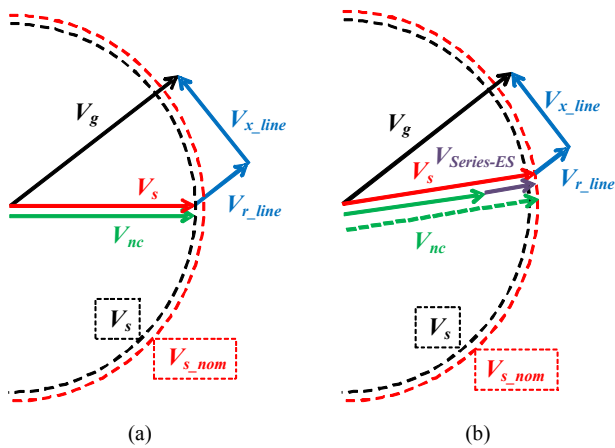 V_g
V_x_line
V_s
V_r_line
V_nc
V_s
V_s_nom
(a)
V_g
V_x_line
V_Series-ES
V_s
V_r_line
V_nc
V_s
V_s_nom
(b)